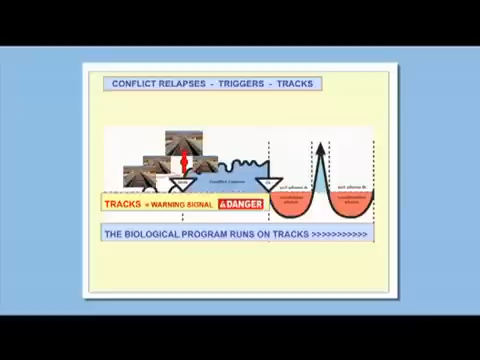 CONFLICT RELAPSES - TRIGGERS - TRACKS
TRACKS = WARNING SIGNAL DANGER
THE BIOLOGICAL PROGRAM RUNS ON TRACKS >>>>>>>>>>>